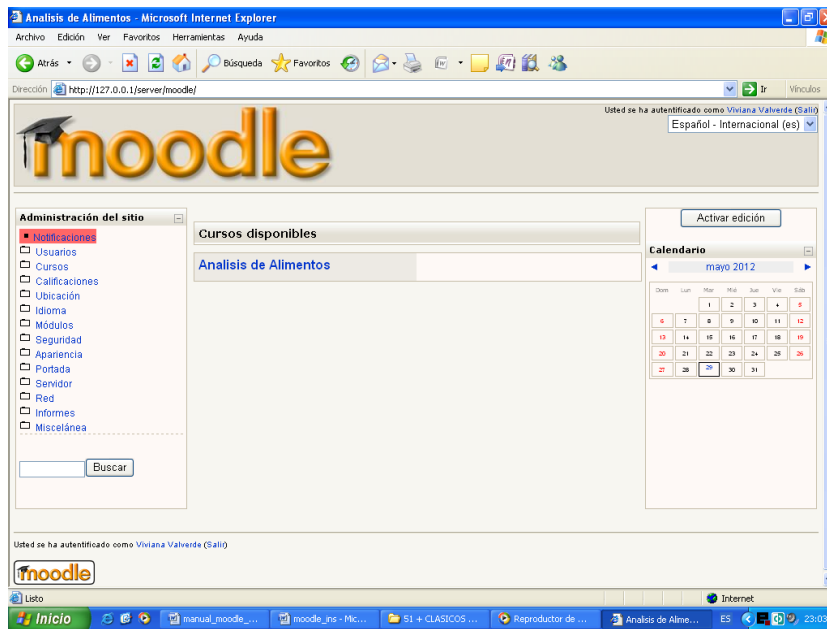 Analisis de Alimentos - Microsoft Internet Explorer
Archivo Edición Ver Favoritos Herramientas Ayuda
Atrás Búsqueda Favoritos
Dirección http://127.0.0.1/server/moodle/ Ir Vínculos
Usted se ha autentificado como Viviana Valverde (Salir)
Español - Internacional (es)
moodle
Administración del sitio
Notificaciones
Usuarios
Cursos
Calificaciones
Ubicación
Idioma
Módulos
Seguridad
Apariencia
Portada
Servidor
Red
Informes
Miscelánea
Buscar
Cursos disponibles
Analisis de Alimentos
Activar edición
Calendario
mayo 2012
Dom Lun Mar Mié Jue Vie Sáb
1 2 3 4 5
6 7 8 9 10 11 12
13 14 15 16 17 18 19
20 21 22 23 24 25 26
27 28 29 30 31
Usted se ha autentificado como Viviana Valverde (Salir)
moodle
Listo Internet
Inicio manual_moodle_... moodle_ins - Mic... 51 + CLASICOS ... Reproductor de ... Analisis de Alime... ES 23:03